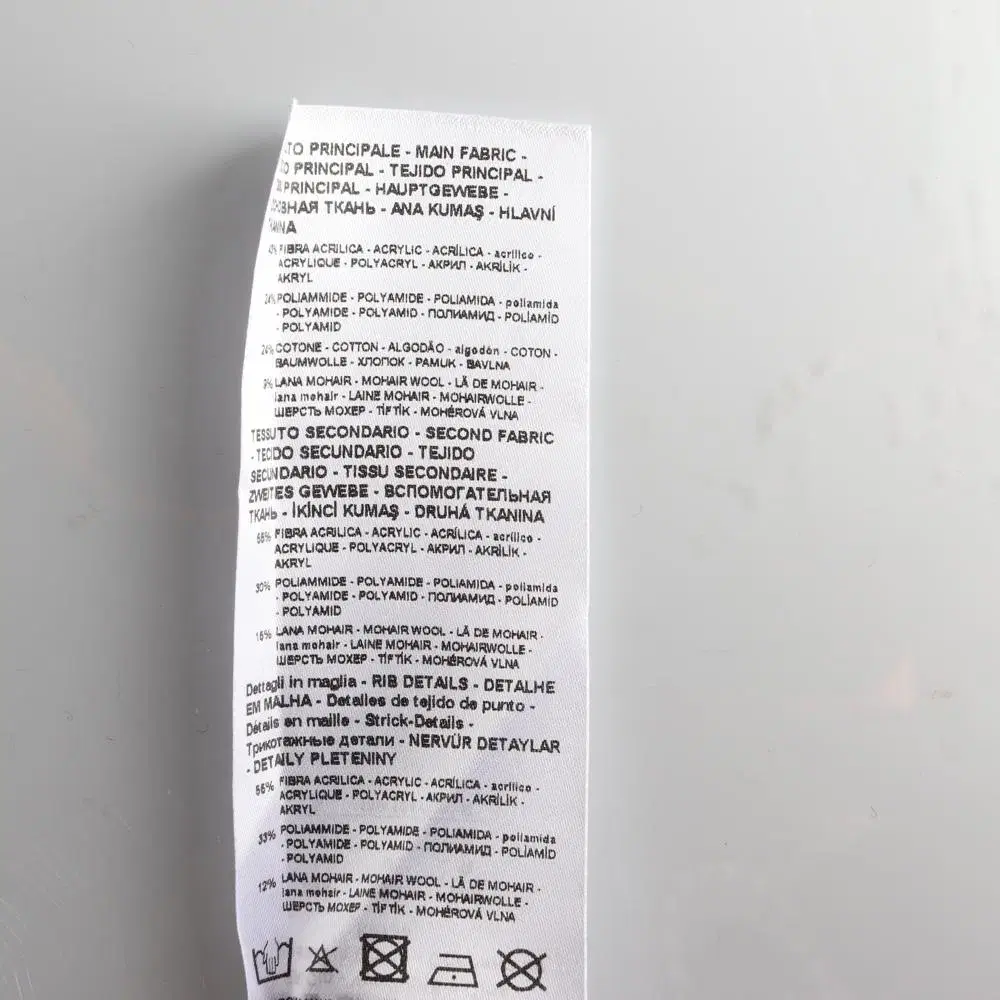 TO PRINCIPALE - MAIN FABRIC -
PRINCIPAL - TEJIDO PRINCIPAL -
PRINCIPAL - HAUPTGEWEBE -
ТКАНЬ - ANA KUMAŞ - HLAVNÍ
FIBRA ACRILICA - ACRYLIC - ACRÍLICA - acrílico -
ACRYLIQUE - POLYACRYL - АКРИЛ - AKRİLİK -
AKRYL
24% POLIAMMIDE - POLYAMIDE - POLIAMIDA - poliamida
- POLYAMIDE - POLYAMID - ПОЛИАМИД - POLİAMİD
- POLYAMID
24% COTONE - COTTON - ALGODÃO - algodón - COTON -
BAUMWOLLE - ХЛОПОК - PAMUK - BAVLNA
9% LANA MOHAIR - MOHAIR WOOL - LÃ DE MOHAIR -
lana mohair - LAINE MOHAIR - MOHAIRWOLLE -
ШЕРСТЬ МОХЕР - TİFTİK - MOHÉROVÁ VLNA
TESSUTO SECONDARIO - SECOND FABRIC
- TECIDO SECUNDARIO - TEJIDO
SECUNDARIO - TISSU SECONDAIRE -
ZWEITES GEWEBE - ВСПОМОГАТЕЛЬНАЯ
ТКАНЬ - İKİNCİ KUMAŞ - DRUHÁ TKANINA
FIBRA ACRILICA - ACRYLIC - ACRÍLICA - acrílico -
ACRYLIQUE - POLYACRYL - АКРИЛ - AKRİLİK -
AKRYL
30% POLIAMMIDE - POLYAMIDE - POLIAMIDA - poliamida
- POLYAMIDE - POLYAMID - ПОЛИАМИД - POLİAMİD
- POLYAMID
LANA MOHAIR - MOHAIR WOOL - LÃ DE MOHAIR -
lana mohair - LAINE MOHAIR - MOHAIRWOLLE -
ШЕРСТЬ МОХЕР - TİFTİK - MOHÉROVÁ VLNA
Dettagli in maglia - RIB DETAILS - DETALHE
EM MALHA - Detalles de tejido de punto -
Détails en maille - Strick-Details -
Трикотажные детали - NERVÜR DETAYLAR
- DETAILY PLETENINY
55% FIBRA ACRILICA - ACRYLIC - ACRÍLICA - acrílico -
ACRYLIQUE - POLYACRYL - АКРИЛ - AKRİLİK -
AKRYL
33% POLIAMMIDE - POLYAMIDE - POLIAMIDA - poliamida
- POLYAMIDE - POLYAMID - ПОЛИАМИД - POLİAMİD
- POLYAMID
12% LANA MOHAIR - MOHAIR WOOL - LÃ DE MOHAIR -
lana mohair - LAINE MOHAIR - MOHAIRWOLLE -
ШЕРСТЬ МОХЕР - TİFTİK - MOHÉROVÁ VLNA